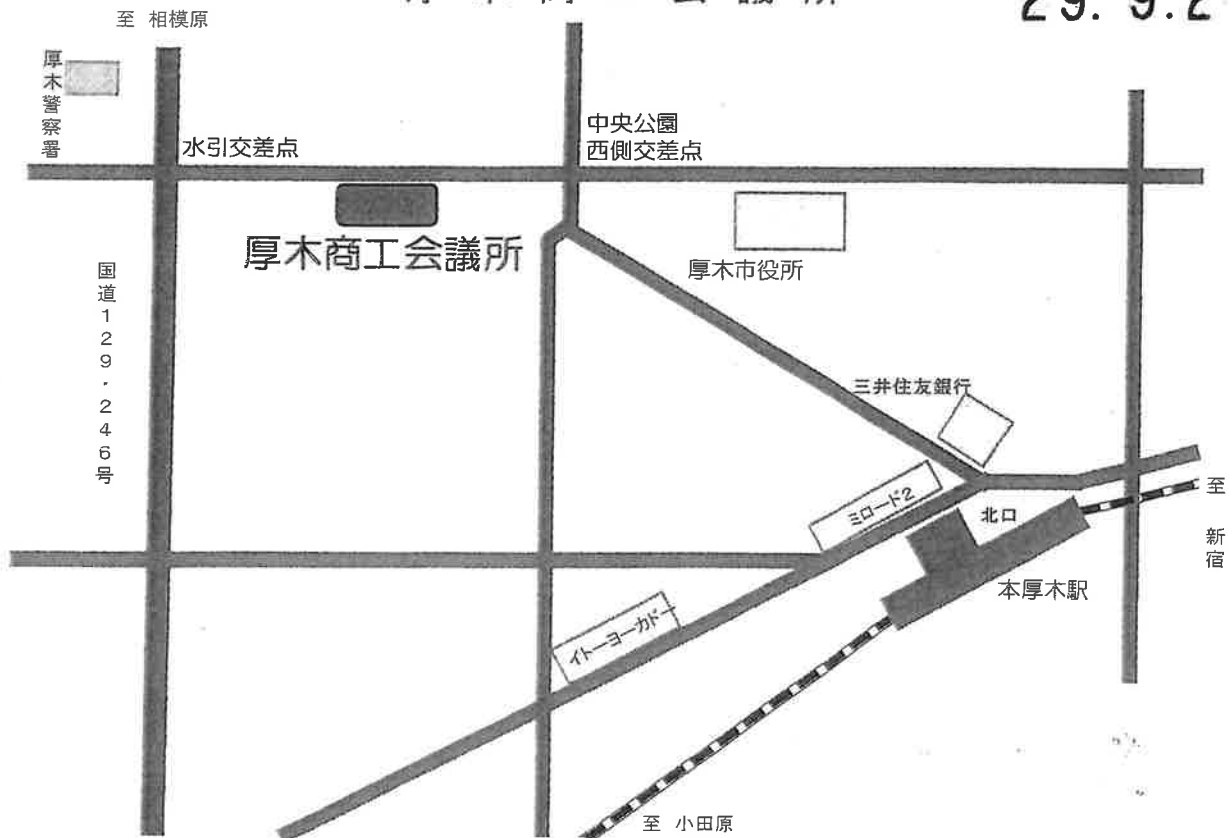 29. 9. 2
至 相模原
厚木警察署
水引交差点
中央公園
西側交差点
厚木商工会議所
厚木市役所
国道129・246号
三井住友銀行
ミロード2
北口
至 新宿
本厚木駅
イトーヨーカドー
至 小田原